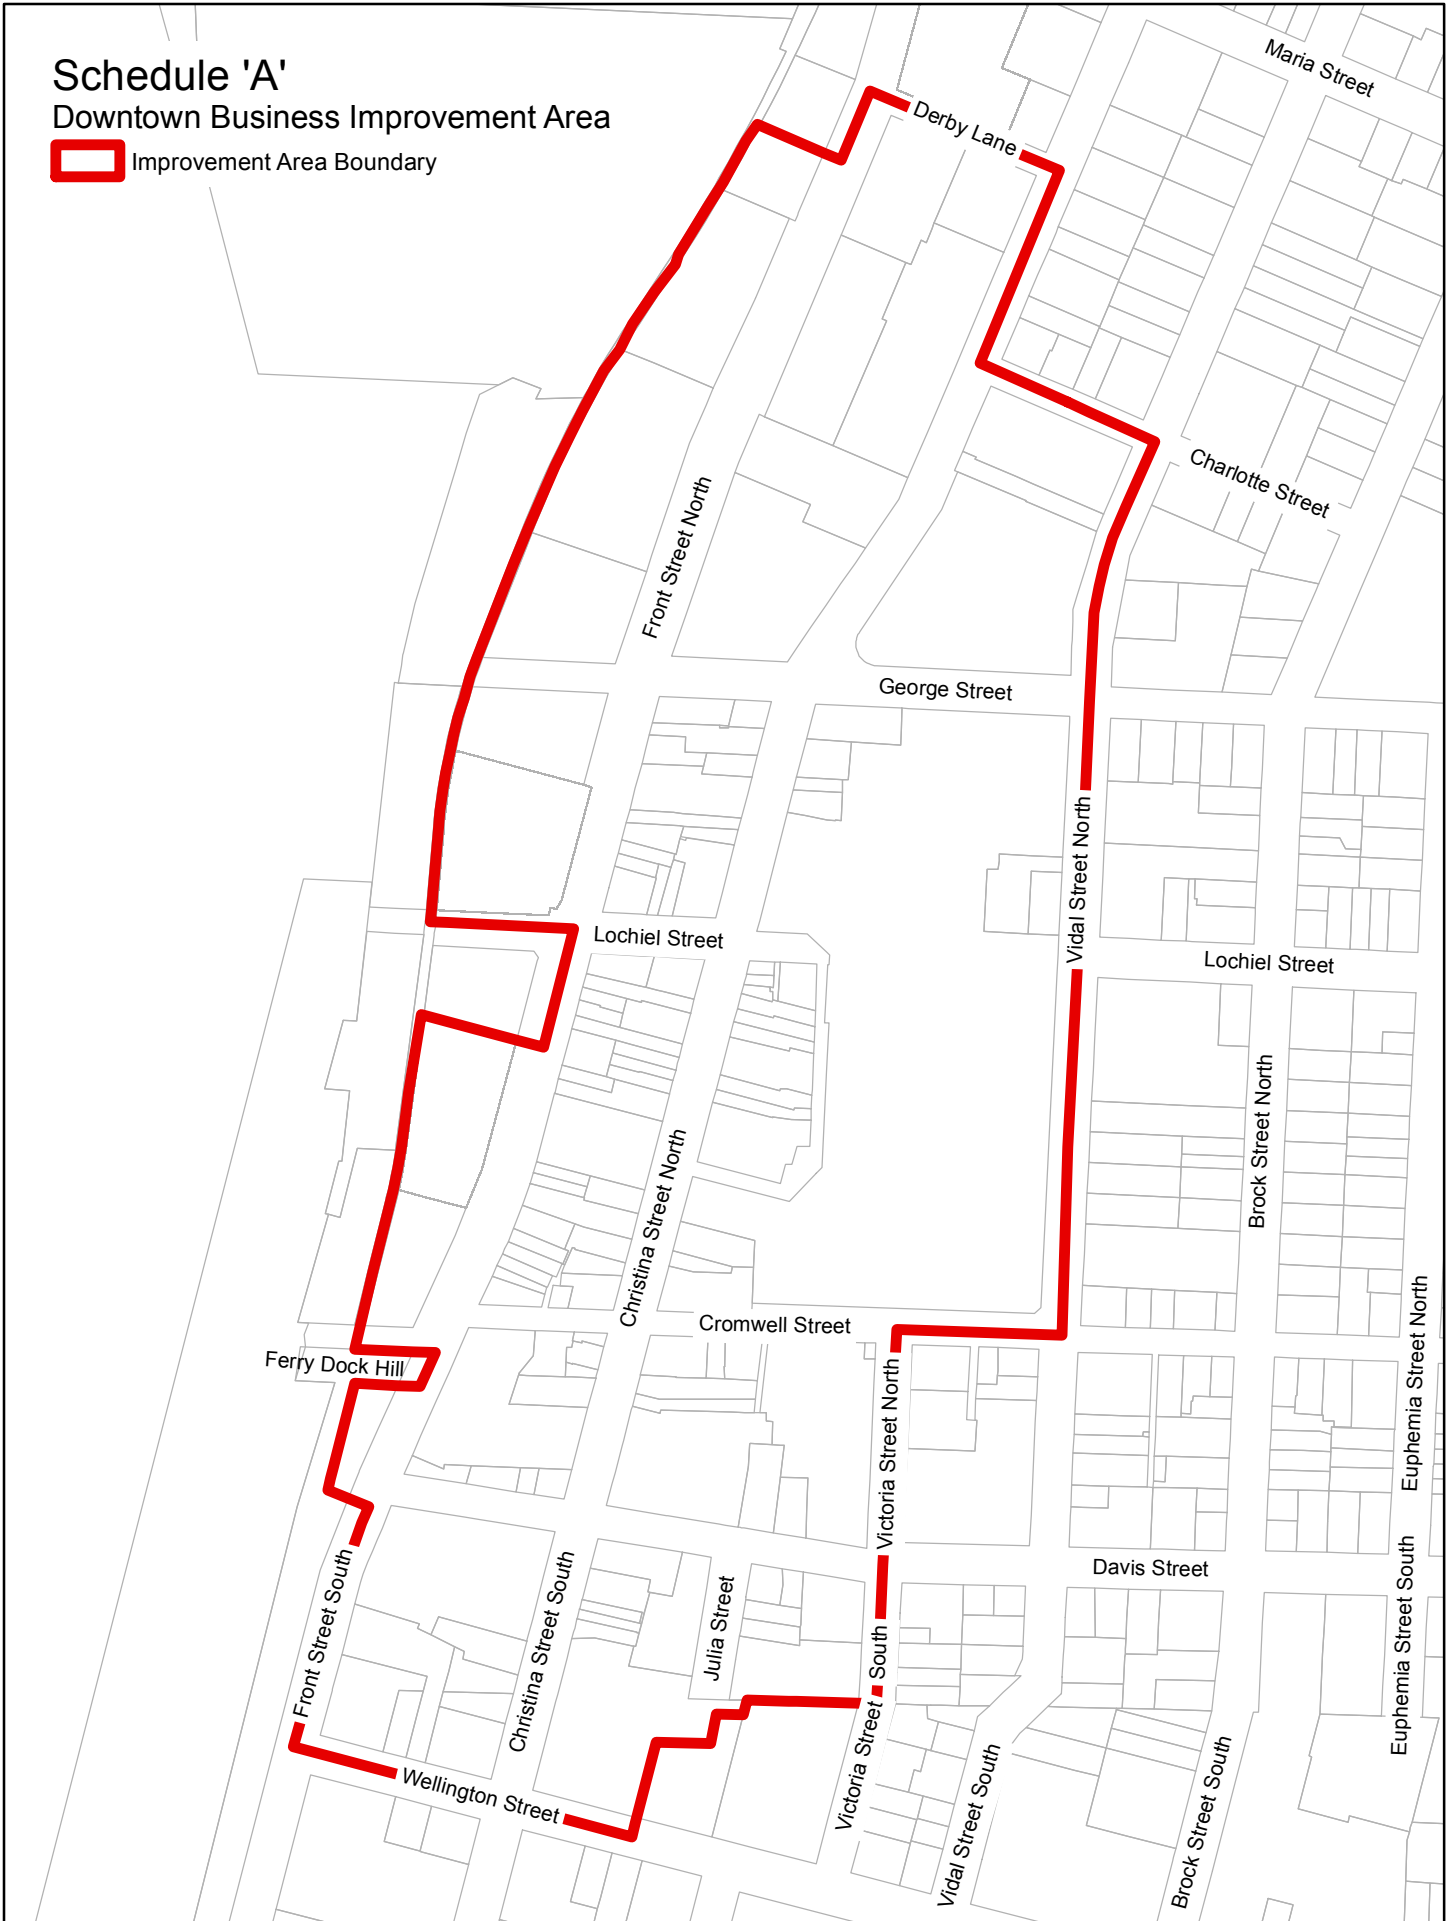 Schedule 'A'
Downtown Business Improvement Area
Improvement Area Boundary
Maria Street
Derby Lane
Charlotte Street
Front Street North
George Street
Vidal Street North
Lochiel Street
Lochiel Street
Brock Street North
Christina Street North
Cromwell Street
Ferry Dock Hill
Euphemia Street North
Victoria Street North
Davis Street
Front Street South
Christina Street South
Julia Street
Victoria Street South
Euphemia Street South
Wellington Street
Vidal Street South
Brock Street South